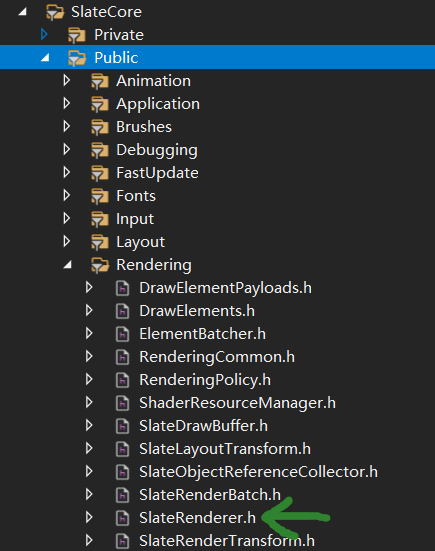 SlateCore
Private
Public
Animation
Application
Brushes
Debugging
FastUpdate
Fonts
Input
Layout
Rendering
DrawElementPayloads.h
DrawElements.h
ElementBatcher.h
RenderingCommon.h
RenderingPolicy.h
ShaderResourceManager.h
SlateDrawBuffer.h
SlateLayoutTransform.h
SlateObjectReferenceCollector.h
SlateRenderBatch.h
SlateRenderer.h
SlateRenderTransform.h